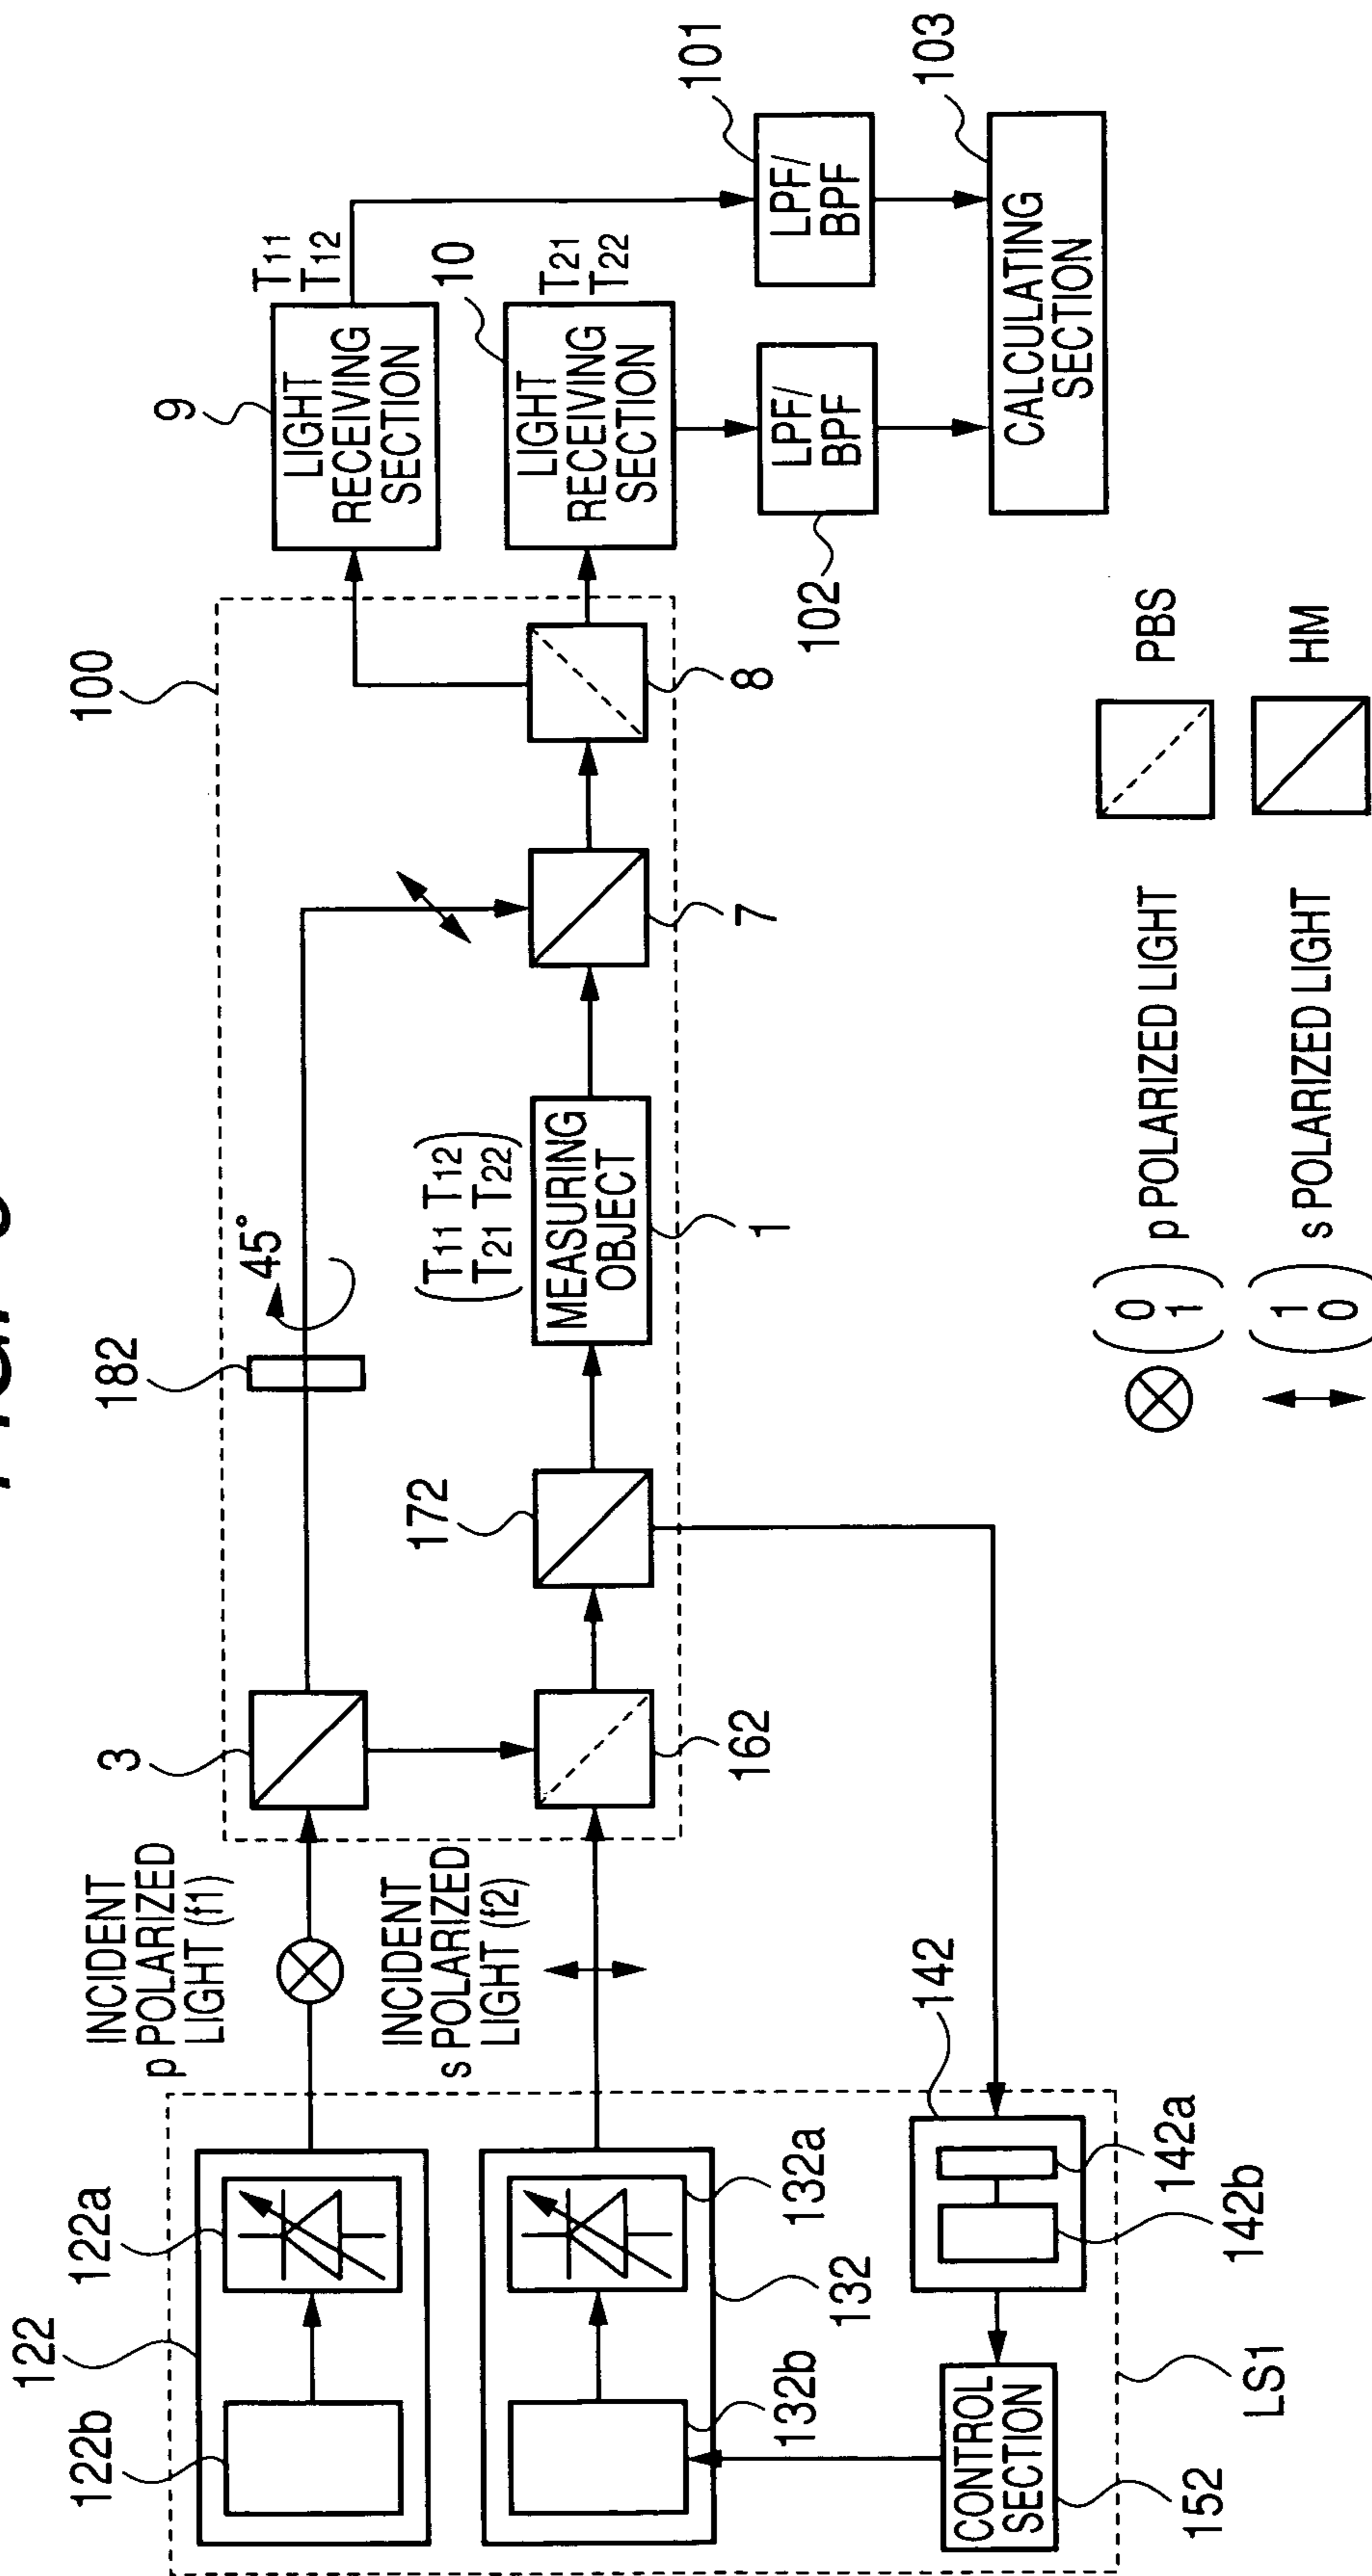 122
122b
122a
132b
132
132a
CONTROL
SECTION
152
142
142a
142b
LS1
INCIDENT
p POLARIZED
LIGHT (f1)
INCIDENT
s POLARIZED
LIGHT (f2)
3
162
172
182
45°
100
(T11 T12)
(T21 T22)
MEASURING
OBJECT
1
7
8
9
LIGHT
RECEIVING
SECTION
T11
T12
10
LIGHT
RECEIVING
SECTION
T21
T22
101
LPF/
BPF
102
LPF/
BPF
103
CALCULATING
SECTION
(0
1) p POLARIZED LIGHT
PBS
(1
0) s POLARIZED LIGHT
HM